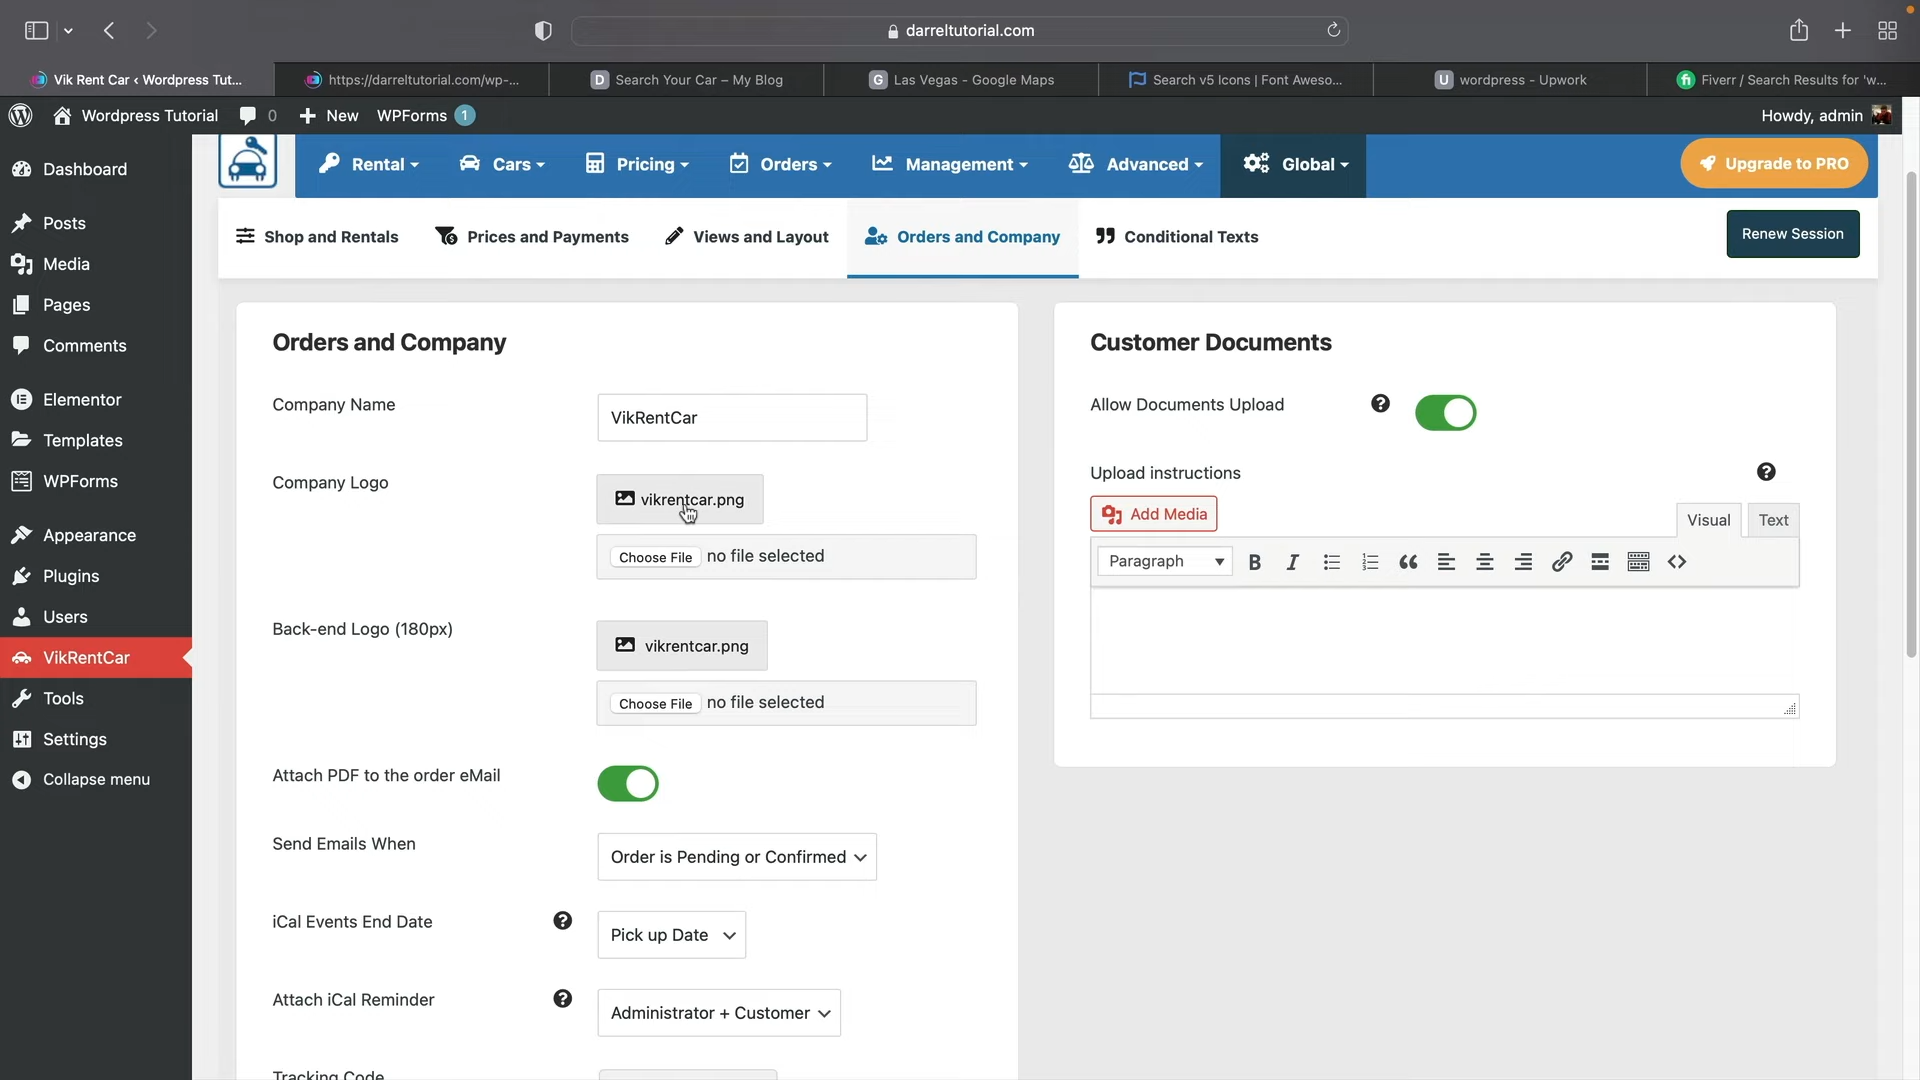 darreltutorial.com
Vik Rent Car ‹ Wordpress Tut...
https://darreltutorial.com/wp-...
D Search Your Car – My Blog
G Las Vegas - Google Maps
Search v5 Icons | Font Aweso...
U wordpress - Upwork
fi Fiverr / Search Results for 'w...
Wordpress Tutorial
0
New
WPForms 1
Howdy, admin
Rental
Cars
Pricing
Orders
Management
Advanced
Global
Upgrade to PRO
Shop and Rentals
Prices and Payments
Views and Layout
Orders and Company
Conditional Texts
Renew Session
Dashboard
Posts
Media
Pages
Comments
Elementor
Templates
WPForms
Appearance
Plugins
Users
VikRentCar
Tools
Settings
Collapse menu
Orders and Company
Company Name
VikRentCar
Company Logo
vikrentcar.png
Choose File no file selected
Back-end Logo (180px)
vikrentcar.png
Choose File no file selected
Attach PDF to the order eMail
Send Emails When
Order is Pending or Confirmed
iCal Events End Date ?
Pick up Date
Attach iCal Reminder ?
Administrator + Customer
Tracking Code
Customer Documents
Allow Documents Upload ?
Upload instructions ?
Add Media
Visual
Text
Paragraph
B
I